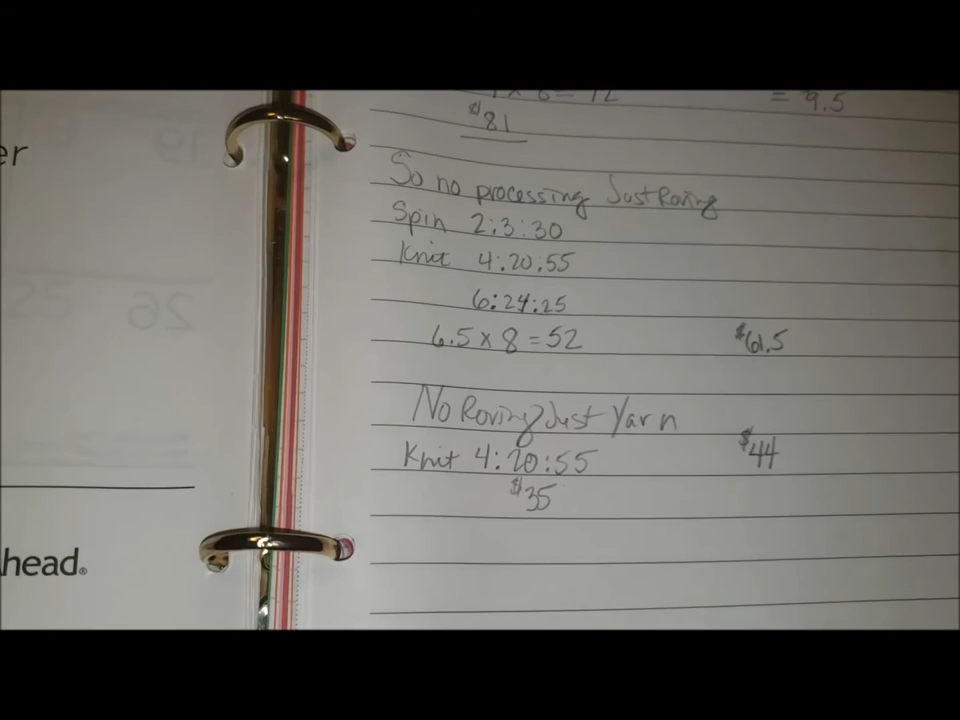 er
head®
= 9.5
$81
So no processing Just Roving
Spin 2:3:30
Knit 4:20:55
6:24:25
6.5 x 8 = 52 $61.5
No Roving Just Yarn
Knit 4:20:55 $44
$35
19
26 25